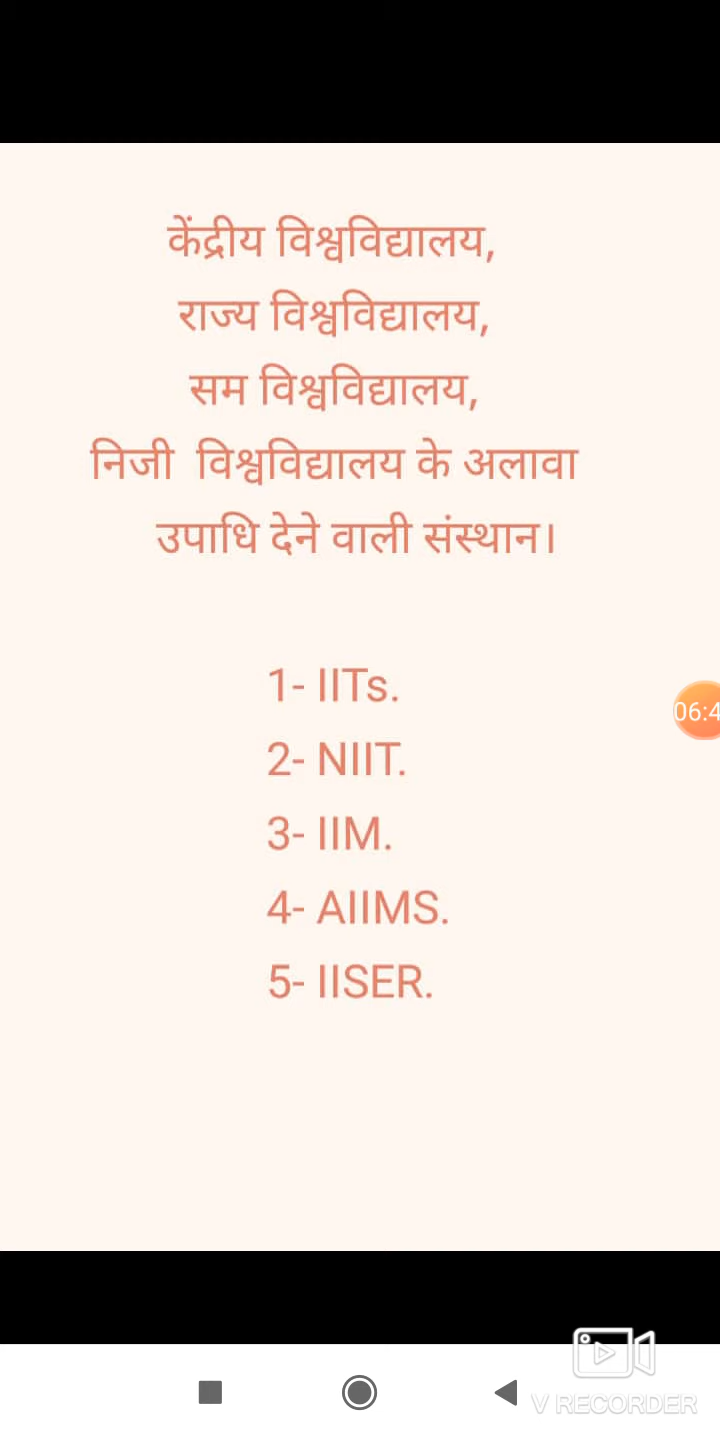 केंद्रीय विश्वविद्यालय,
राज्य विश्वविद्यालय,
सम विश्वविद्यालय,
निजी विश्वविद्यालय के अलावा
उपाधि देने वाली संस्थान।
1- IITs.
2- NIIT.
3- IIM.
4- AIIMS.
5- IISER.
06:4
V RECORDER